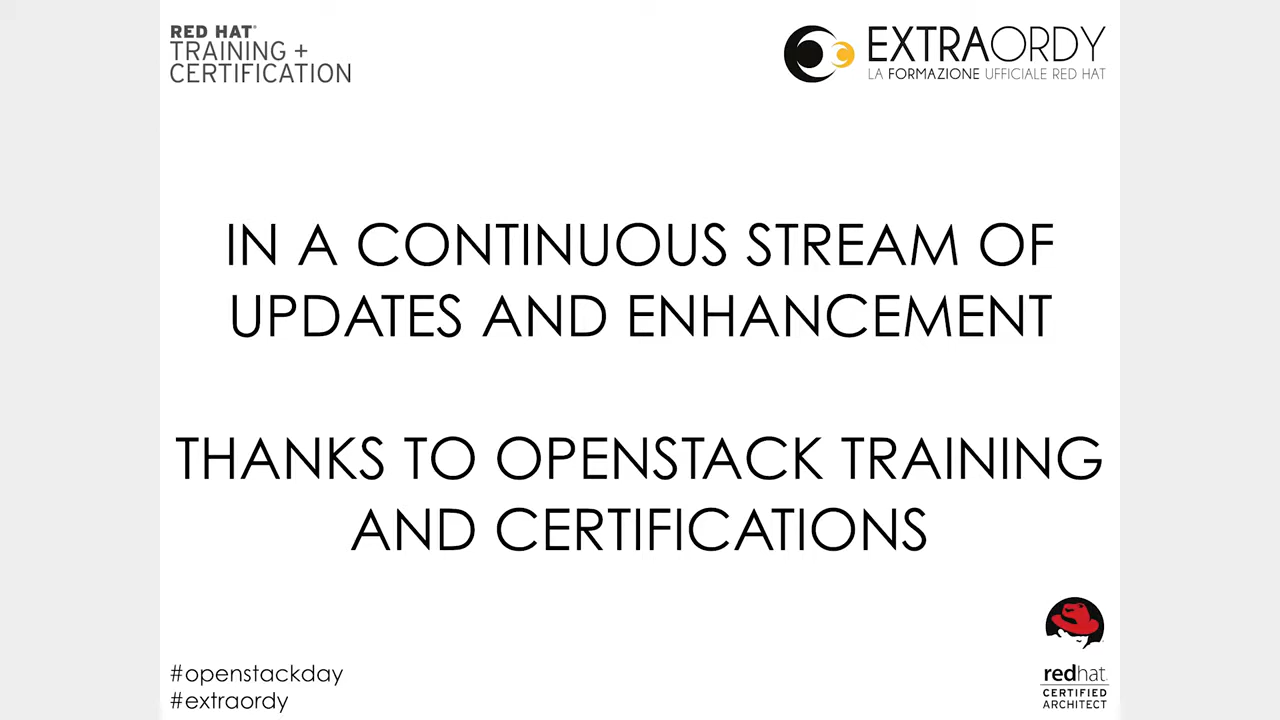 RED HAT®
TRAINING +
CERTIFICATION
EXTRAORDY
LA FORMAZIONE UFFICIALE RED HAT
IN A CONTINUOUS STREAM OF
UPDATES AND ENHANCEMENT
THANKS TO OPENSTACK TRAINING
AND CERTIFICATIONS
#openstackday
#extraordy
redhat.
CERTIFIED
ARCHITECT